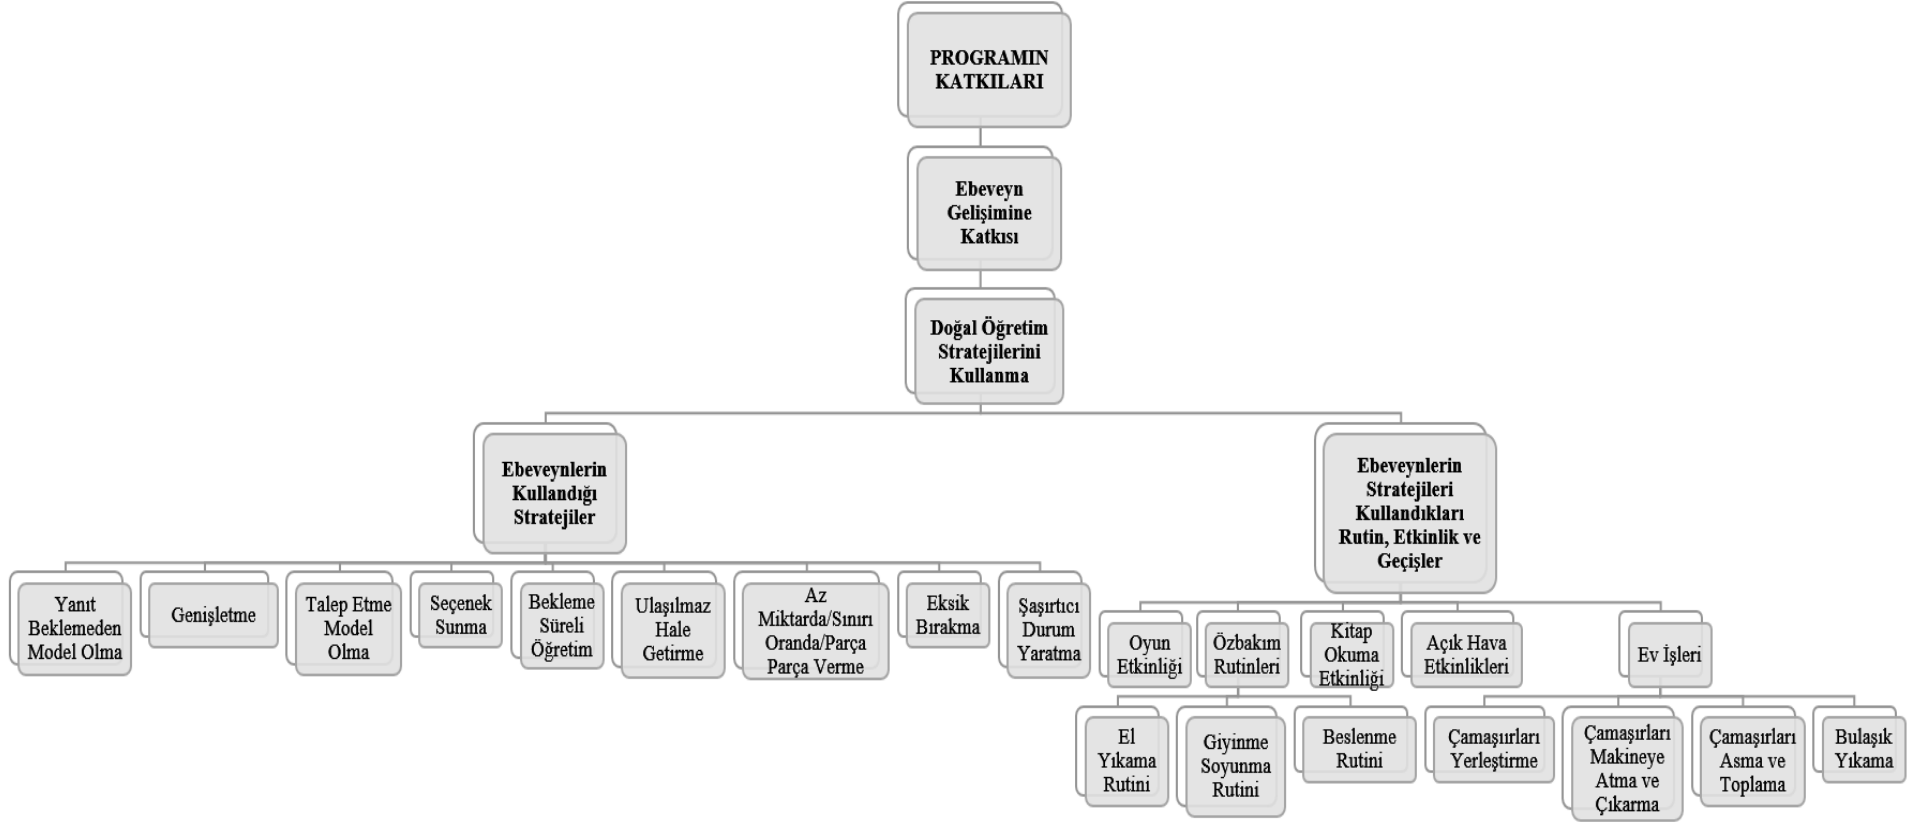 PROGRAMIN
KATKILARI
Ebeveyn
Gelişimine
Katkısı
Doğal Öğretim
Stratejilerini
Kullanma
Ebeveynlerin
Kullandığı
Stratejiler
Ebeveynlerin
Stratejileri
Kullandıkları
Rutin, Etkinlik ve
Geçişler
Yanıt
Beklemeden
Model Olma
Genişletme
Talep Etme
Model
Olma
Seçenek
Sunma
Bekleme
Süreli
Öğretim
Ulaşılmaz
Hale
Getirme
Az
Miktarda/Sınırı
Oranda/Parça
Parça Verme
Eksik
Bırakma
Şaşırtıcı
Durum
Yaratma
Oyun
Etkinliği
Özbakım
Rutinleri
Kitap
Okuma
Etkinliği
Açık Hava
Etkinlikleri
Ev İşleri
El
Yıkama
Rutini
Giyinme
Soyunma
Rutini
Beslenme
Rutini
Çamaşıırları
Yerleştirme
Çamaşırları
Makineye
Atma ve
Çıkarma
Çamaşırları
Asma ve
Toplama
Bulaşık
Yıkama